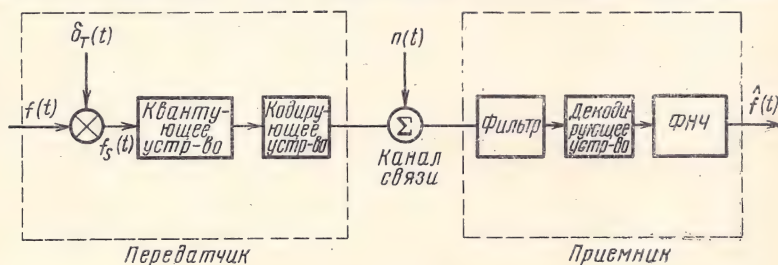 δ_T(t)
n(t)
f(t)
f_S(t)
Кванту-
ющее
устр-во
Кодиру-
ющее
устр-во
Σ
Канал
связи
Фильтр
Декоди-
рующее
устр-во
ФНЧ
f̂(t)
Передатчик
Приемник